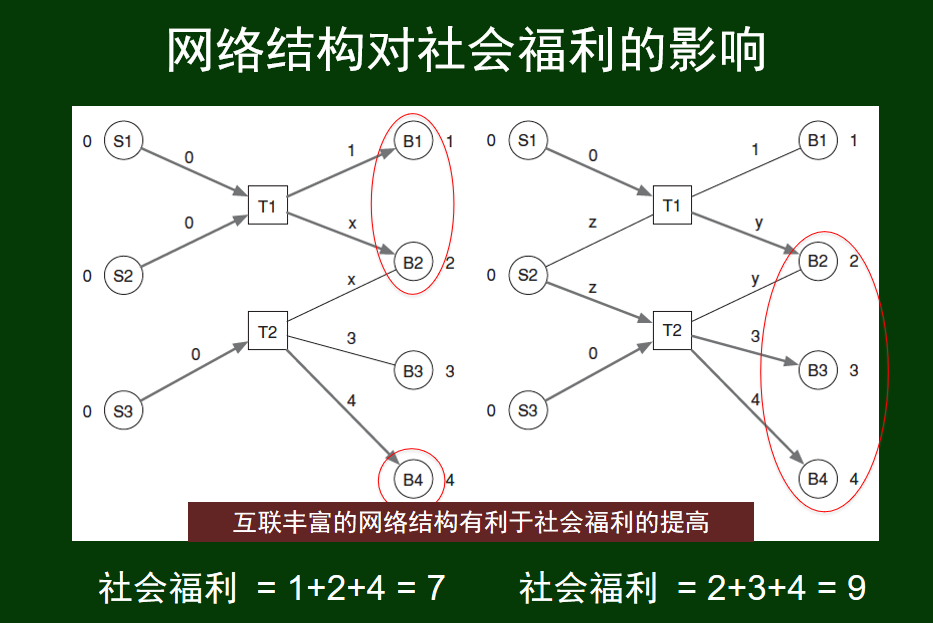 网络结构对社会福利的影响
0 S1 0 1 B1 1
T1
0 x
0 S2 B2 2
x
T2 3
0 B3 3
4
0 S3
B4 4
0 S1 0 1 B1 1
T1
z y
0 S2 B2 2
z y
T2 3
0 B3 3
4
0 S3
B4 4
互联丰富的网络结构有利于社会福利的提高
社会福利 = 1+2+4 = 7
社会福利 = 2+3+4 = 9